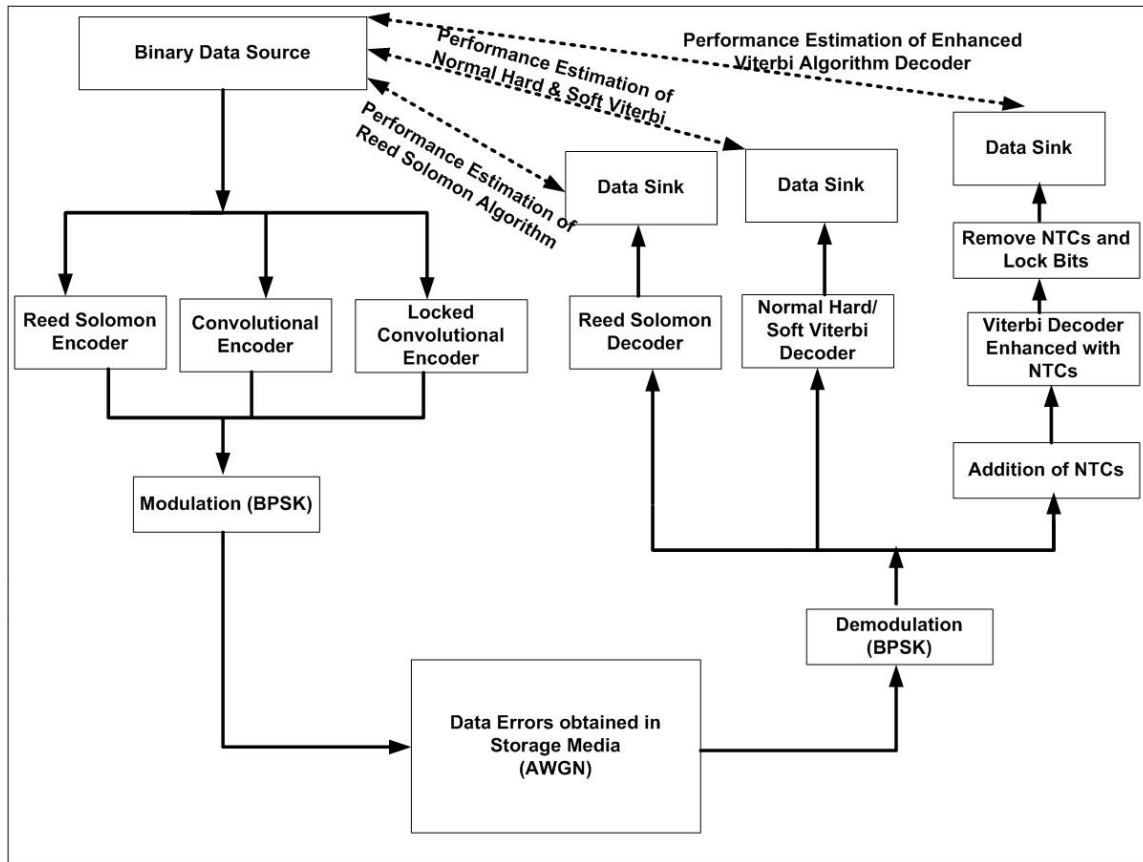 Binary Data Source
Performance Estimation of
Normal Hard & Soft Viterbi
Performance Estimation of Enhanced
Viterbi Algorithm Decoder
Performance Estimation of
Reed Solomon Algorithm
Data Sink
Data Sink
Data Sink
Remove NTCs and
Lock Bits
Reed Solomon
Encoder
Convolutional
Encoder
Locked
Convolutional
Encoder
Reed Solomon
Decoder
Normal Hard/
Soft Viterbi
Decoder
Viterbi Decoder
Enhanced with
NTCs
Modulation (BPSK)
Addition of NTCs
Demodulation
(BPSK)
Data Errors obtained in
Storage Media
(AWGN)